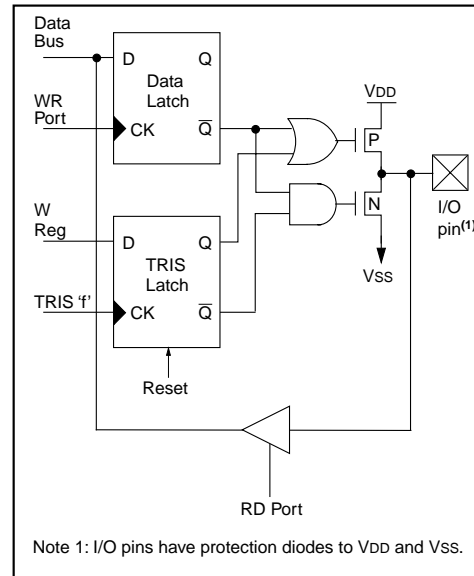 Data
Bus
D
Q
Data
Latch
VDD
WR
Port
CK
Q
P
N
W
Reg
D
Q
I/O
pin(1)
TRIS
Latch
VSS
TRIS ‘f’
CK
Q
Reset
RD Port
Note 1: I/O pins have protection diodes to VDD and VSS.